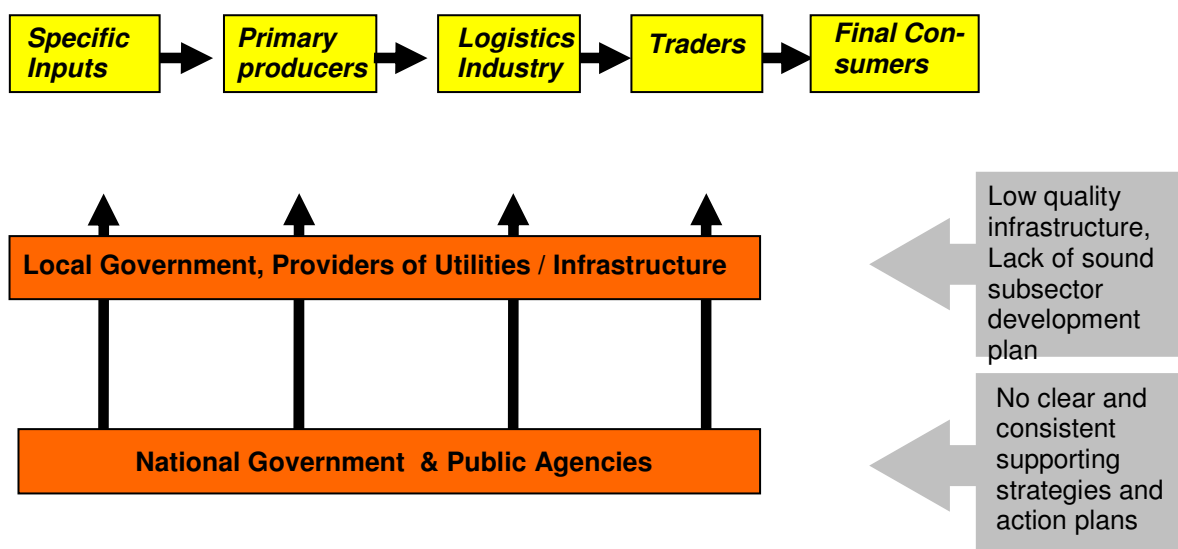 Specific
Inputs
Primary
producers
Logistics
Industry
Traders
Final Con-
sumers
Low quality
infrastructure,
Lack of sound
subsector
development
plan
Local Government, Providers of Utilities / Infrastructure
No clear and
consistent
supporting
strategies and
action plans
National Government & Public Agencies